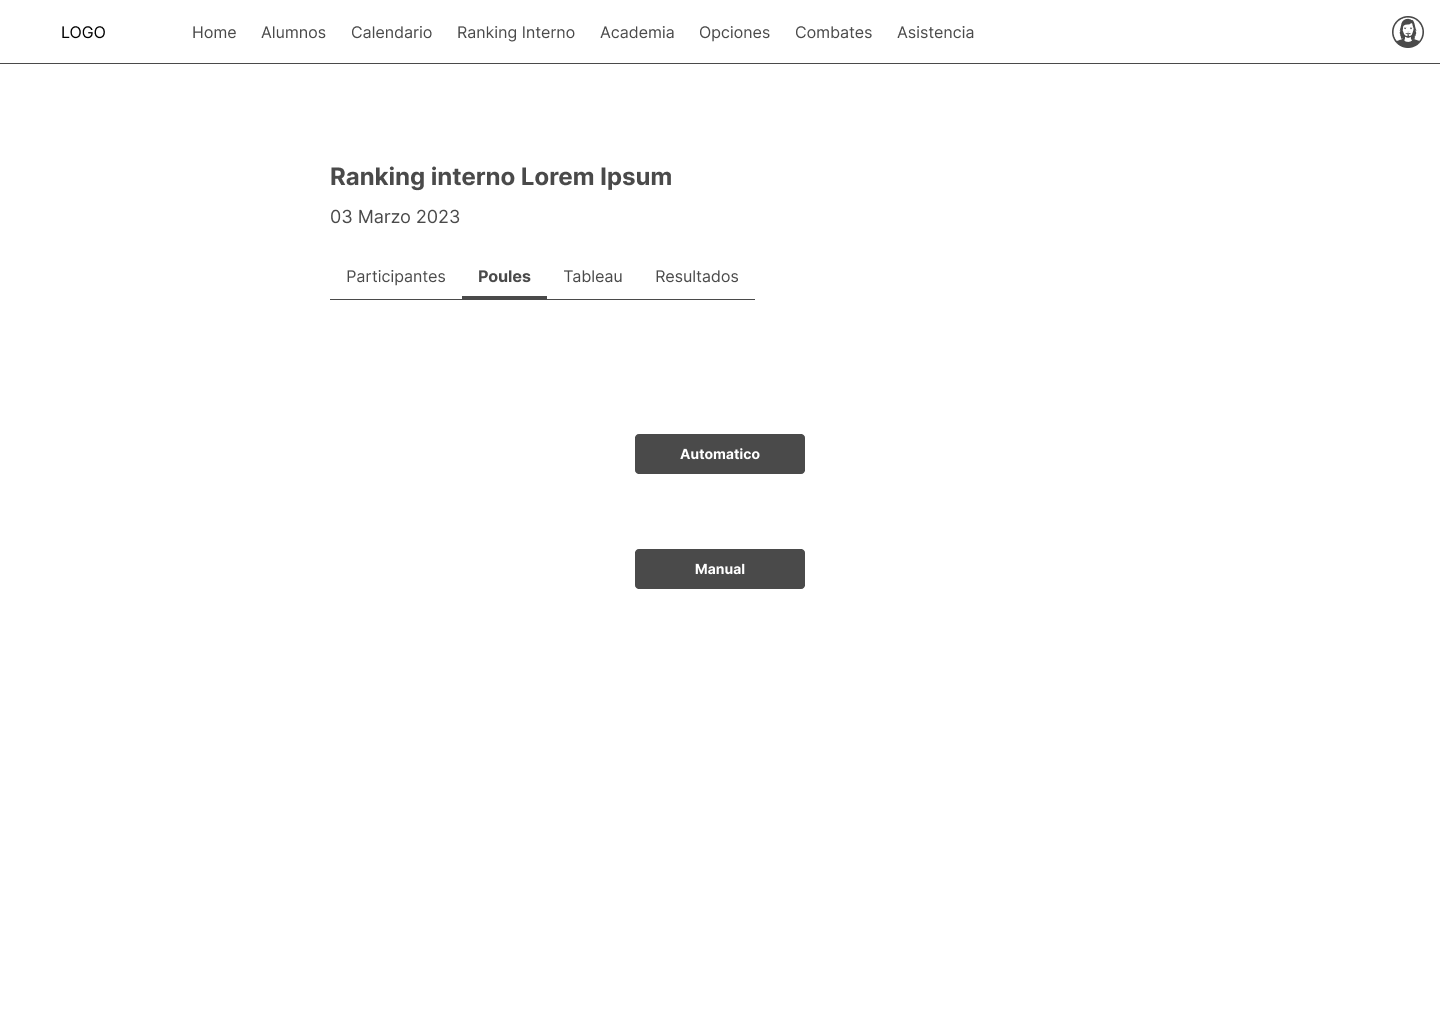 LOGO Home Alumnos Calendario Ranking Interno Academia Opciones Combates Asistencia
Ranking interno Lorem Ipsum
03 Marzo 2023
Participantes Poules Tableau Resultados
Automatico
Manual